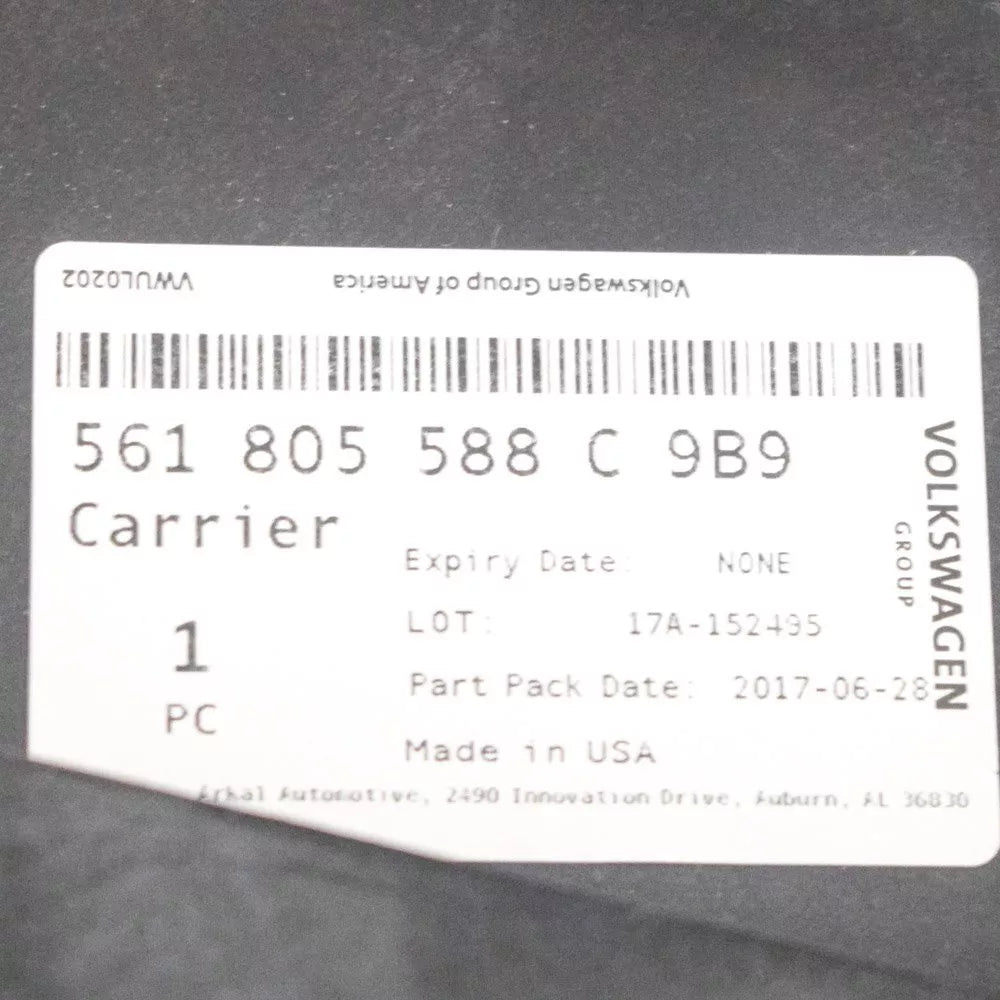 Volkswagen Group of America
VWUL0202
561 805 588 C 9B9
Carrier
Expiry Date: NONE
LOT: 17A-152495
1
PC
Part Pack Date: 2017-06-28
Made in USA
Arkal Automotive, 2490 Innovation Drive, Auburn, AL 36830
VOLKSWAGEN
GROUP